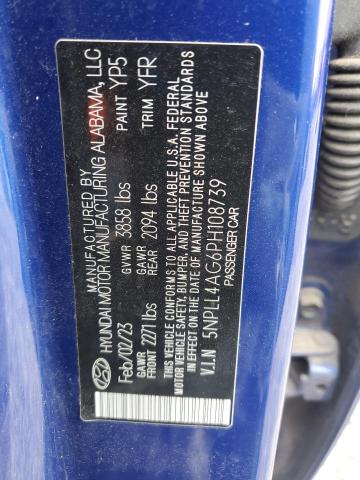 MANUFACTURED BY
HYUNDAI MOTOR MANUFACTURING ALABAMA, LLC
Feb/02/23 GVWR 3858 lbs PAINT YP5
GAWR FRONT 2271 lbs GAWR REAR 2094 lbs TRIM YFR
THIS VEHICLE CONFORMS TO ALL APPLICABLE U.S.A. FEDERAL
MOTOR VEHICLE SAFETY, BUMPER, AND THEFT PREVENTION STANDARDS
IN EFFECT ON THE DATE OF MANUFACTURE SHOWN ABOVE.
V.I.N 5NPLL4AG6PH108739
PASSENGER CAR